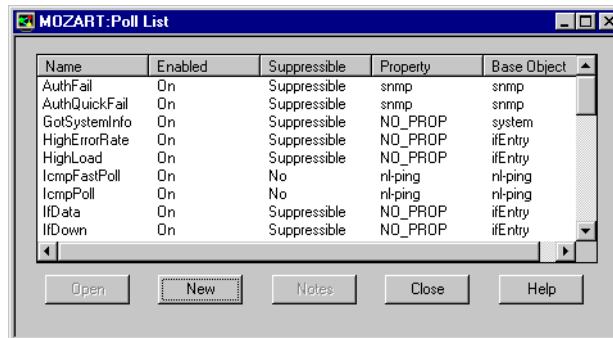 MOZART:Poll List
Name Enabled Suppressible Property Base Object
AuthFail On Suppressible snmp snmp
AuthQuickFail On Suppressible snmp snmp
GotSystemInfo On Suppressible NO_PROP system
HighErrorRate On Suppressible NO_PROP ifEntry
HighLoad On Suppressible NO_PROP ifEntry
IcmpFastPoll On No nl-ping nl-ping
IcmpPoll On No nl-ping nl-ping
IfData On Suppressible NO_PROP ifEntry
IfDown On Suppressible NO_PROP ifEntry
Open New Notes Close Help